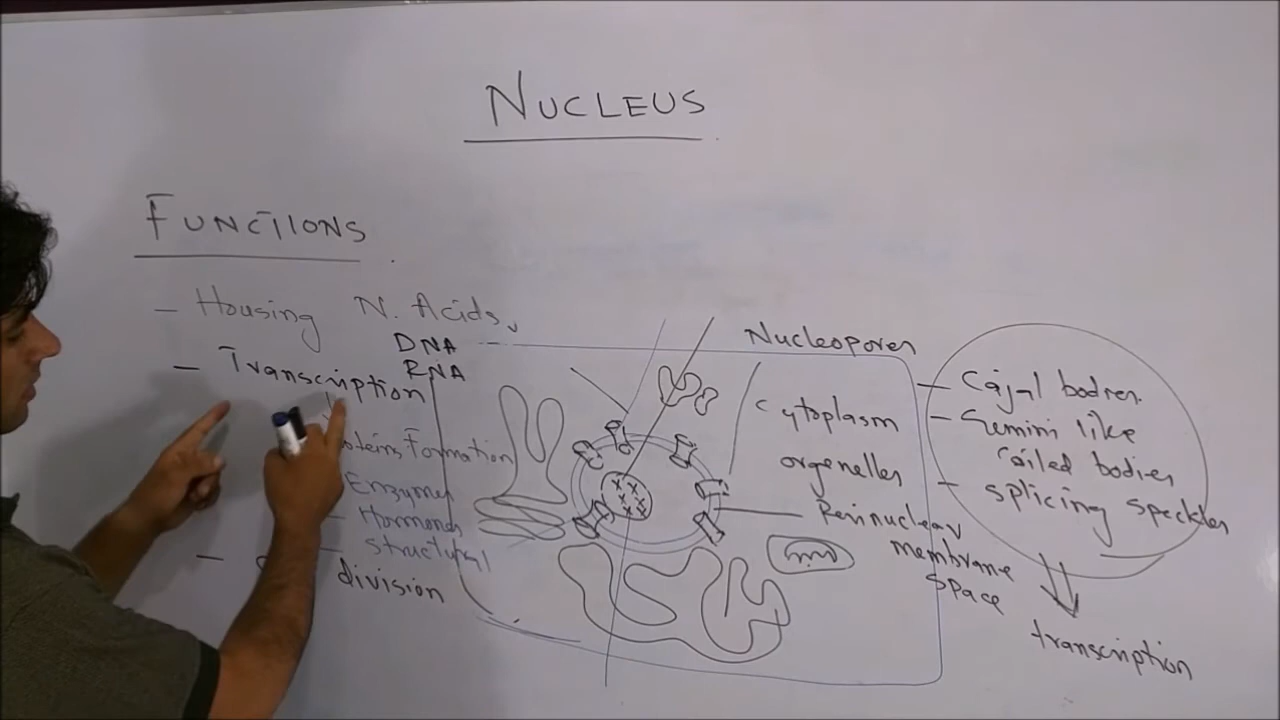 NUCLEUS
FUNCTIONS
- Housing N. Acids
DNA
RNA
- Transcription
Formation
Enzymes
- Hormones
- structural
- division
Nucleopores
Cytoplasm
organelles
Perinuclear
membrane
space
- Cajal bodies
- Gemini like
coiled bodies
- splicing speckles
transcription